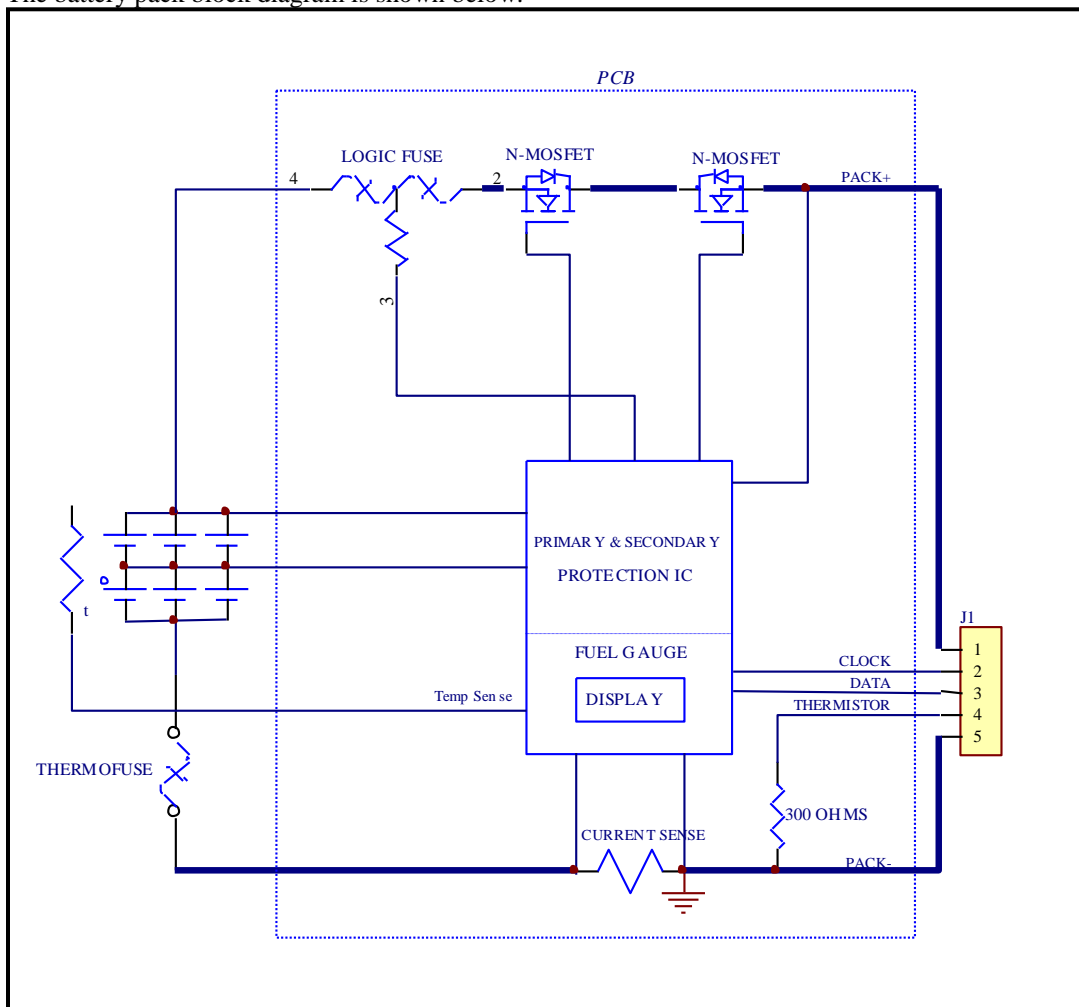 The battery pack block diagram is shown below.
PCB
LOGIC FUSE
N-MOSFET
N-MOSFET
4
2
PACK+
3
PRIMARY & SECONDARY
PROTECTION IC
t
FUEL GAUGE
DISPLAY
Temp Sense
J1
1
CLOCK
2
DATA
3
THERMISTOR
4
5
THERMOFUSE
300 OHMS
CURRENT SENSE
PACK-